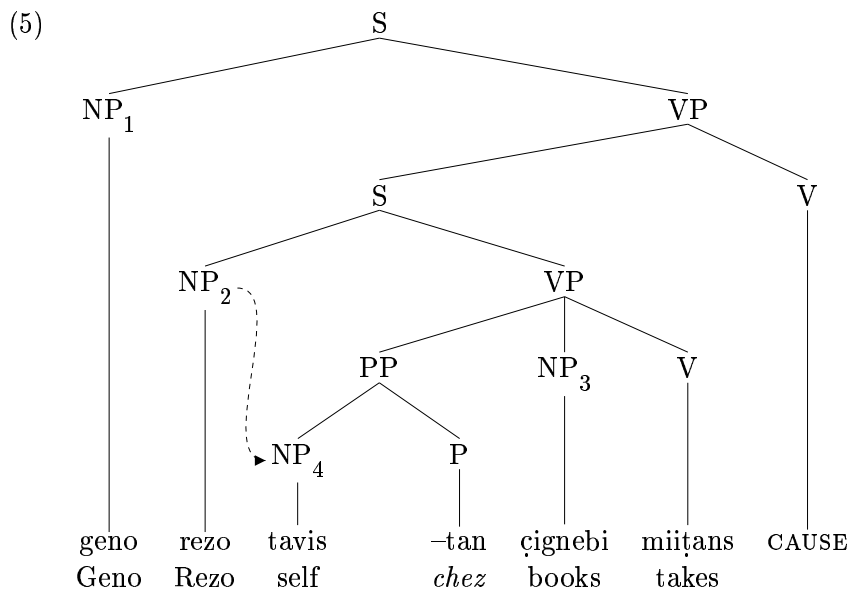 (5)
S
NP1 VP
S V
NP2 VP
PP NP3 V
NP4 P
geno rezo tavis –tan c̣ignebi miiṭans CAUSE
Geno Rezo self chez books takes